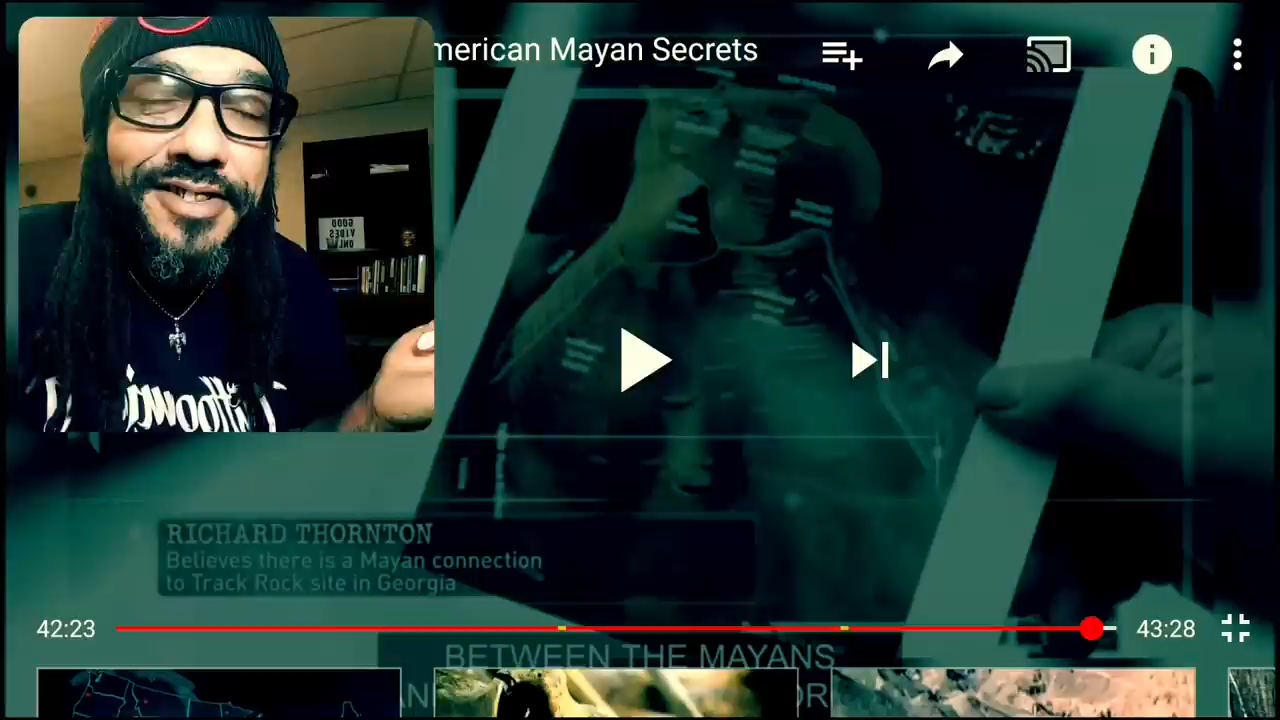 merican Mayan Secrets
GOOD
VIBES
ONLY
RICHARD THORNTON
Believes there is a Mayan connection
to Track Rock site in Georgia
42:23
43:28
BETWEEN THE MAYANS